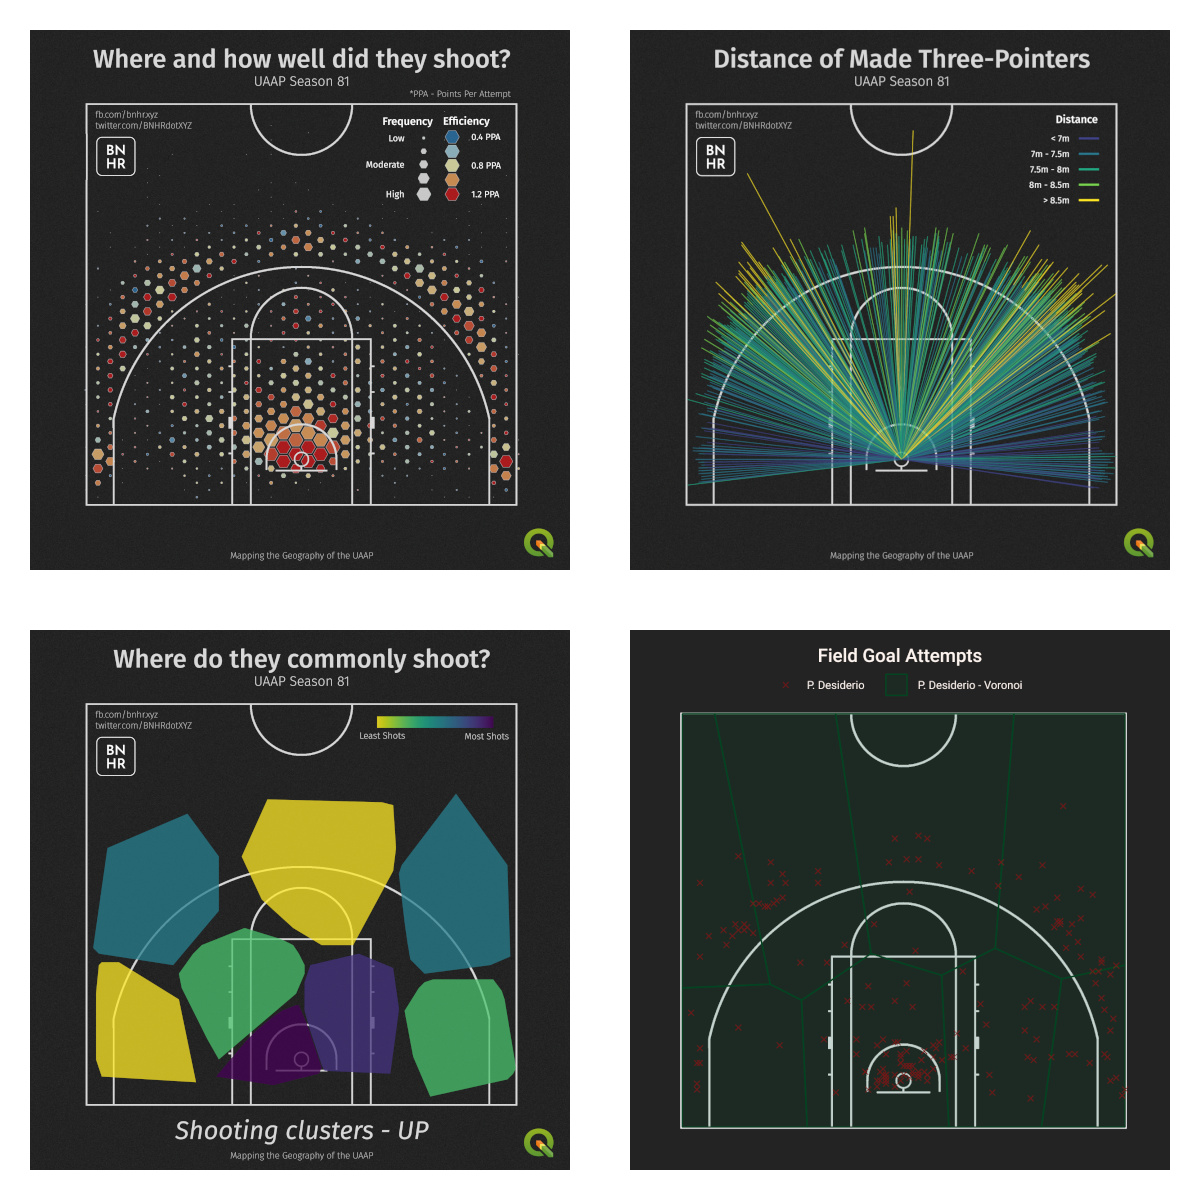 Where and how well did they shoot?
UAAP Season 81
*PPA - Points Per Attempt
fb.com/bnhrxyz
twitter.com/BNHRdotXYZ
BN
HR
Frequency Efficiency
Low 0.4 PPA
Moderate 0.8 PPA
High 1.2 PPA
Mapping the Geography of the UAAP
Distance of Made Three-Pointers
UAAP Season 81
fb.com/bnhrxyz
twitter.com/BNHRdotXYZ
BN
HR
Distance
< 7m
7m - 7.5m
7.5m - 8m
8m - 8.5m
> 8.5m
Mapping the Geography of the UAAP
Where do they commonly shoot?
UAAP Season 81
fb.com/bnhrxyz
twitter.com/BNHRdotXYZ
BN
HR
Least Shots Most Shots
Shooting clusters - UP
Mapping the Geography of the UAAP
Field Goal Attempts
P. Desiderio P. Desiderio - Voronoi